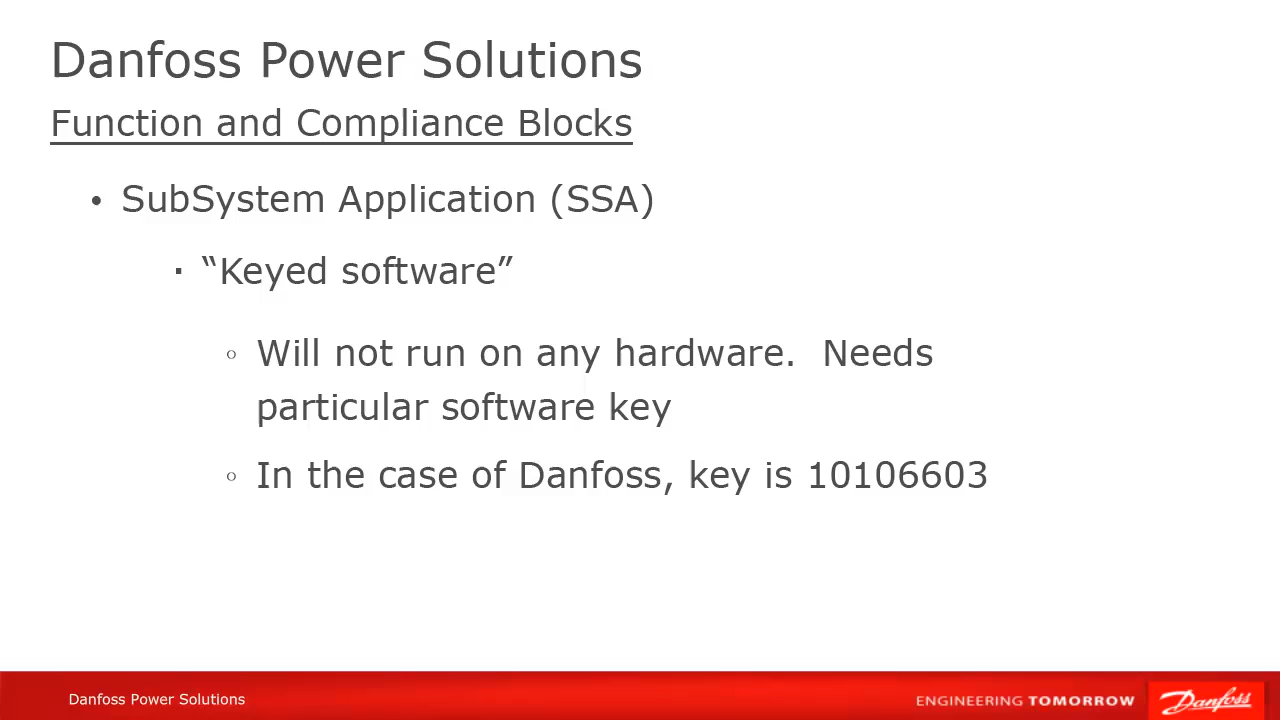 Danfoss Power Solutions
Function and Compliance Blocks
• SubSystem Application (SSA)
▪ “Keyed software”
◦ Will not run on any hardware.  Needs
particular software key
◦ In the case of Danfoss, key is 10106603
Danfoss Power Solutions
ENGINEERING TOMORROW
Danfoss